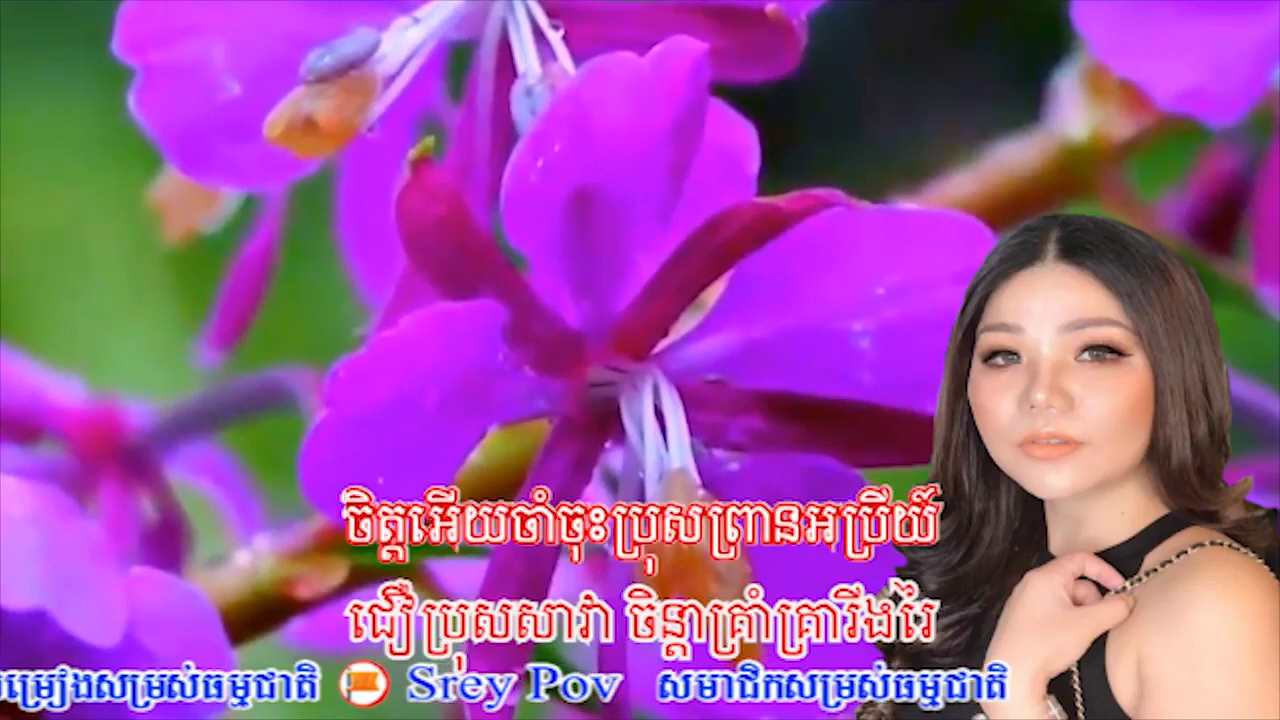 ចិត្តអើយចាំចុះប្រុសព្រានអប្រីយ៍
ជឿប្រុសសាវា ចិន្តាគ្រាំគ្រារីងរៃ
ម្រៀងសម្រស់ធម្មជាតិ Srey Pov សមាជិកសម្រស់ធម្មជាតិ